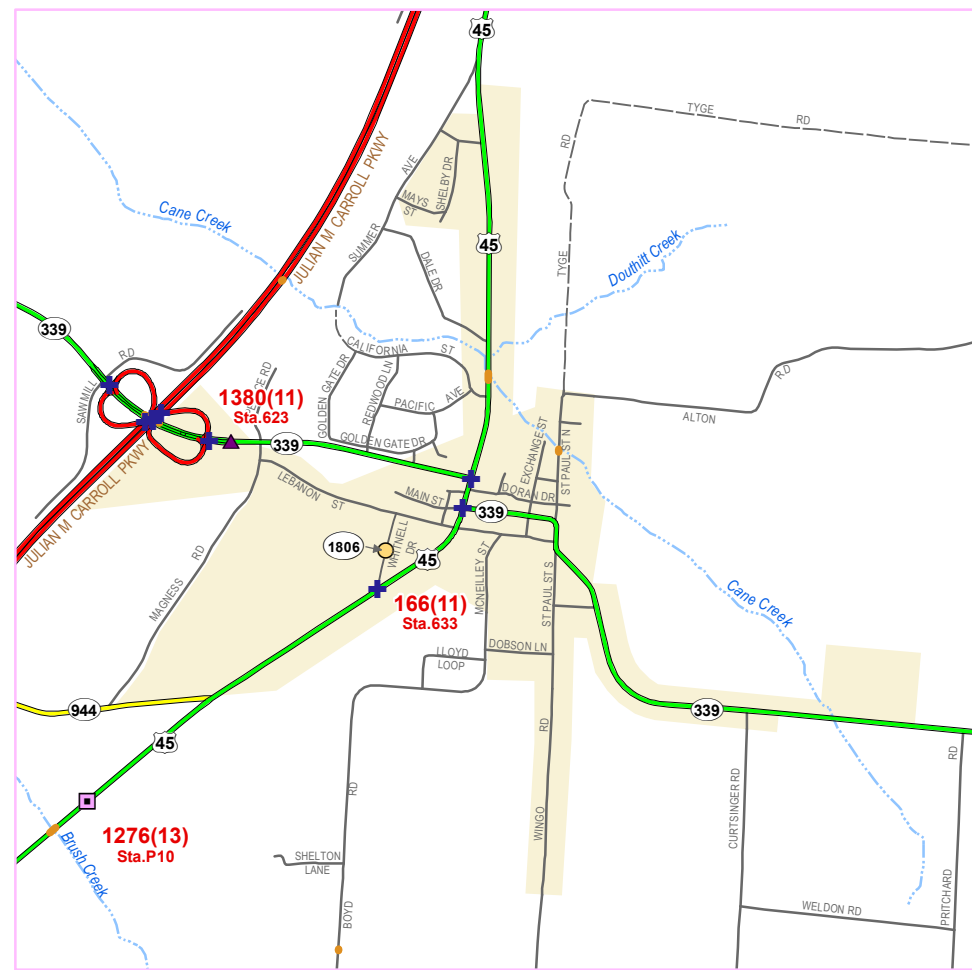 45
TYGE RD
JULIAN M CARROLL PKWY
SUMMER AVE
SHELBY DR
MAYS ST
RD
TYGE
Cane Creek
45
Douthitt Creek
DALE DR
339
SAWMILL RD
CALIFORNIA ST
GOLDEN GATE DR
REDWOOD LN
PACIFIC AVE
RD
ALTON
1380(11)
Sta.623
339
GOLDEN GATE DR
EXCHANGE ST
ST PAUL ST N
JULIAN M CARROLL PKWY
LEBANON ST
MAIN ST
DORAN DR
339
1806
WHITNELL DR
45
MAGNESS RD
166(11)
Sta.633
MCNEILLEY ST
ST PAUL ST S
Cane Creek
DOBSON LN
LLOYD LOOP
944
339
45
RD
RD
RD
CURTSINGER RD
1276(13)
Sta.P10
WINGO
Brush Creek
SHELTON LANE
BOYD
WELDON RD
PRITCHARD